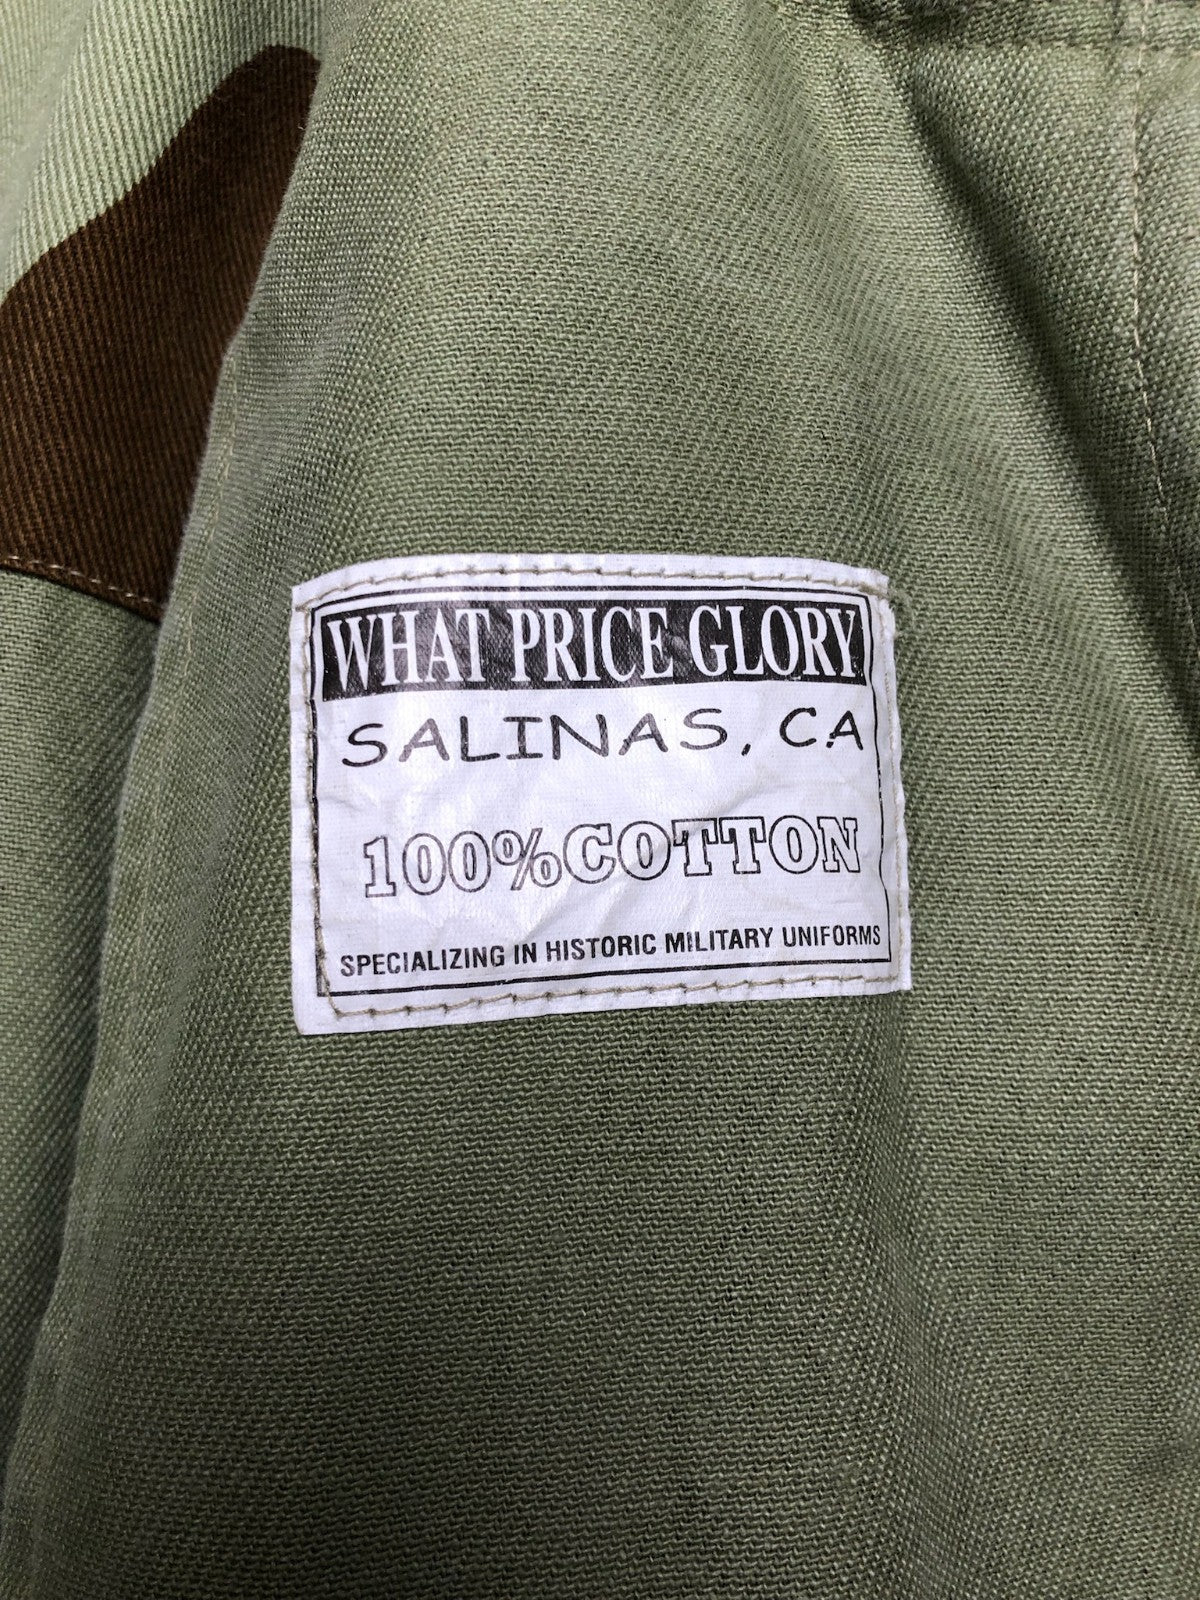 WHAT PRICE GLORY
SALINAS, CA
100% COTTON
SPECIALIZING IN HISTORIC MILITARY UNIFORMS